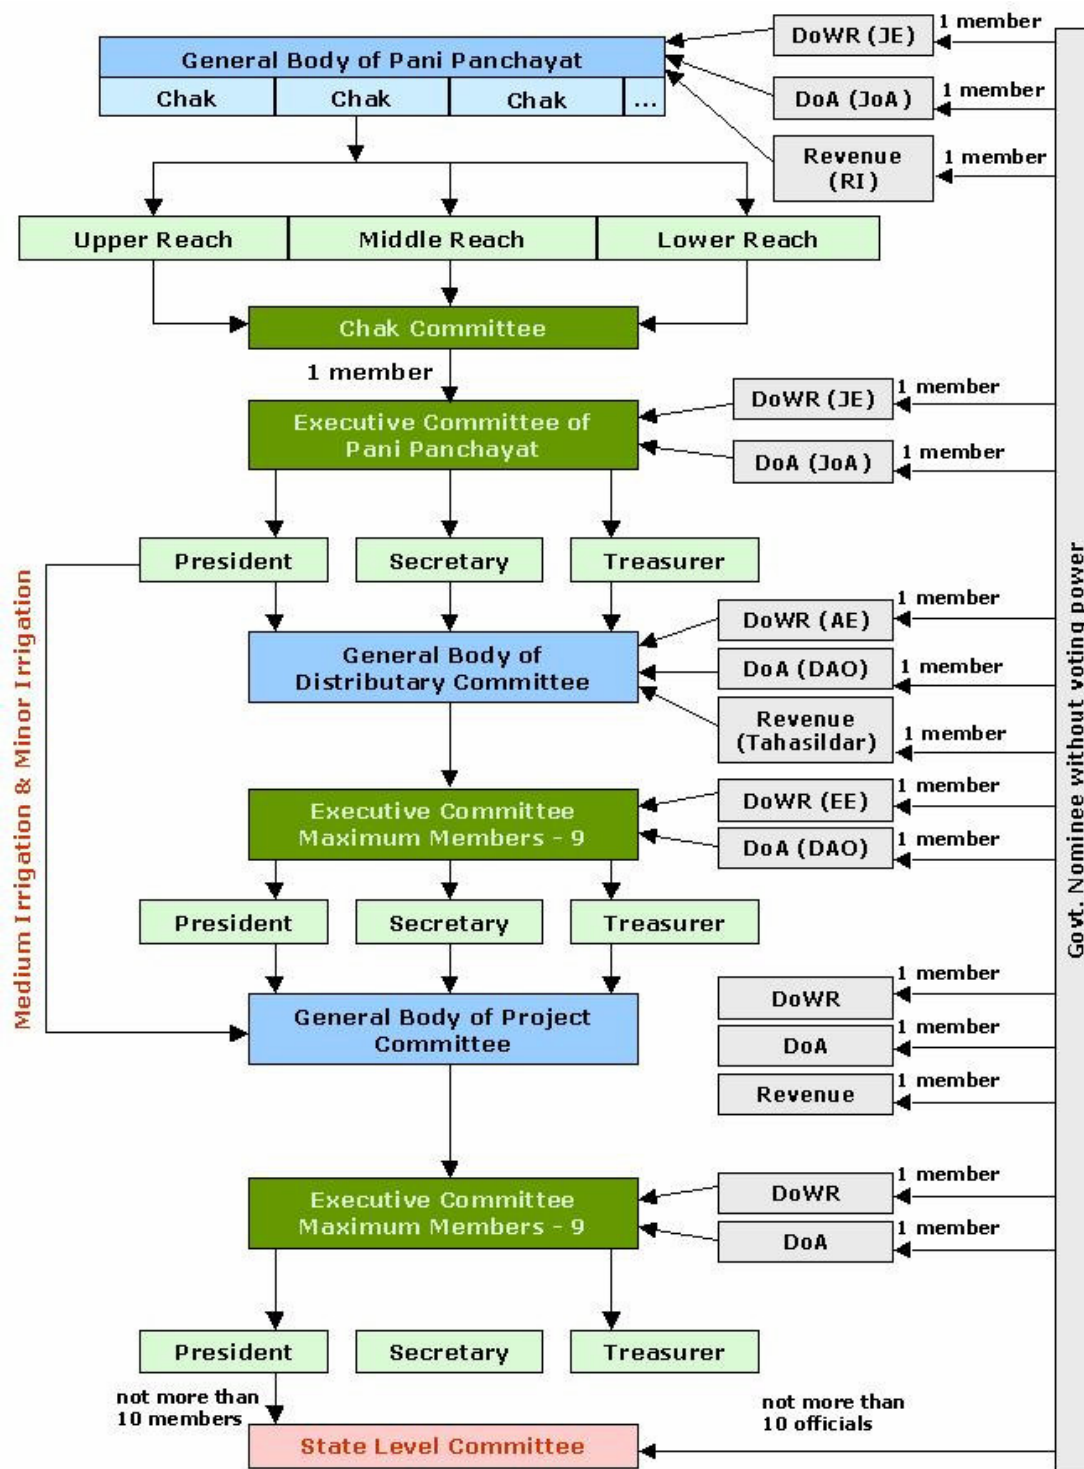 General Body of Pani Panchayat
Chak
Chak
Chak
...
DoWR (JE)
1 member
DoA (JoA)
1 member
Revenue
(RI)
1 member
Upper Reach
Middle Reach
Lower Reach
Chak Committee
1 member
Executive Committee of
Pani Panchayat
DoWR (JE)
1 member
DoA (JoA)
1 member
President
Secretary
Treasurer
General Body of
Distributary Committee
DoWR (AE)
1 member
DoA (DAO)
1 member
Revenue
(Tahasildar)
1 member
Executive Committee
Maximum Members - 9
DoWR (EE)
1 member
DoA (DAO)
1 member
President
Secretary
Treasurer
General Body of Project
Committee
DoWR
1 member
DoA
1 member
Revenue
1 member
Executive Committee
Maximum Members - 9
DoWR
1 member
DoA
1 member
President
Secretary
Treasurer
not more than
10 members
not more than
10 officials
State Level Committee
Medium Irrigation & Minor Irrigation
Govt. Nominee without voting power